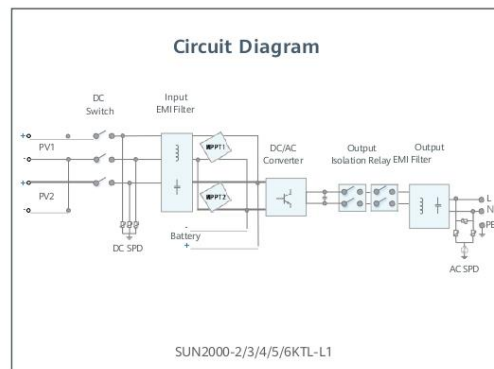 Circuit Diagram
DC
Switch
Input
EMI Filter
+
PV1
-
+
PV2
-
MPPT1
MPPT2
DC SPD
Battery
-
+
DC/AC
Converter
Output
Isolation Relay
Output
EMI Filter
L
N
PE
AC SPD
SUN2000-2/3/4/5/6KTL-L1